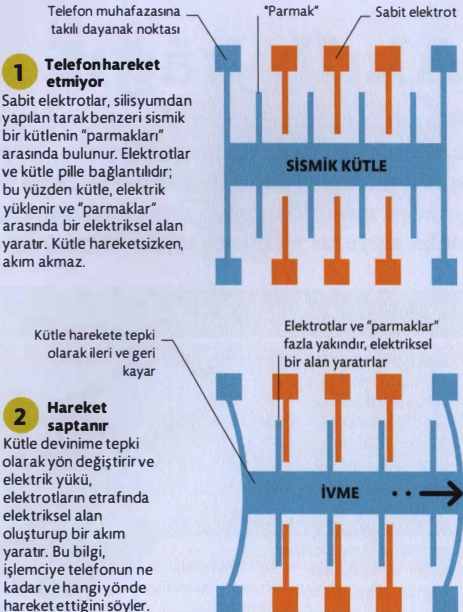 Telefon muhafazasına
takılı dayanak noktası
"Parmak"
Sabit elektrot
1
Telefon hareket
etmiyor
Sabit elektrotlar, silisyumdan
yapılan tarak benzeri sismik
bir kütlenin "parmakları"
arasında bulunur. Elektrotlar
ve kütle pille bağlantılıdır;
bu yüzden kütle, elektrik
yüklenir ve "parmaklar"
arasında bir elektriksel alan
yaratır. Kütle hareketsizken,
akım akmaz.
SİSMİK KÜTLE
Kütle harekete tepki
olarak ileri ve geri
kayar
Elektrotlar ve "parmaklar"
fazla yakındır, elektriksel
bir alan yaratırlar
2
Hareket
saptanır
Kütle devinime tepki
olarak yön değiştirir ve
elektrik yükü,
elektrotların etrafında
elektriksel alan
oluşturup bir akım
yaratır. Bu bilgi,
işlemciye telefonun ne
kadar ve hangi yönde
hareket ettiğini söyler.
İVME